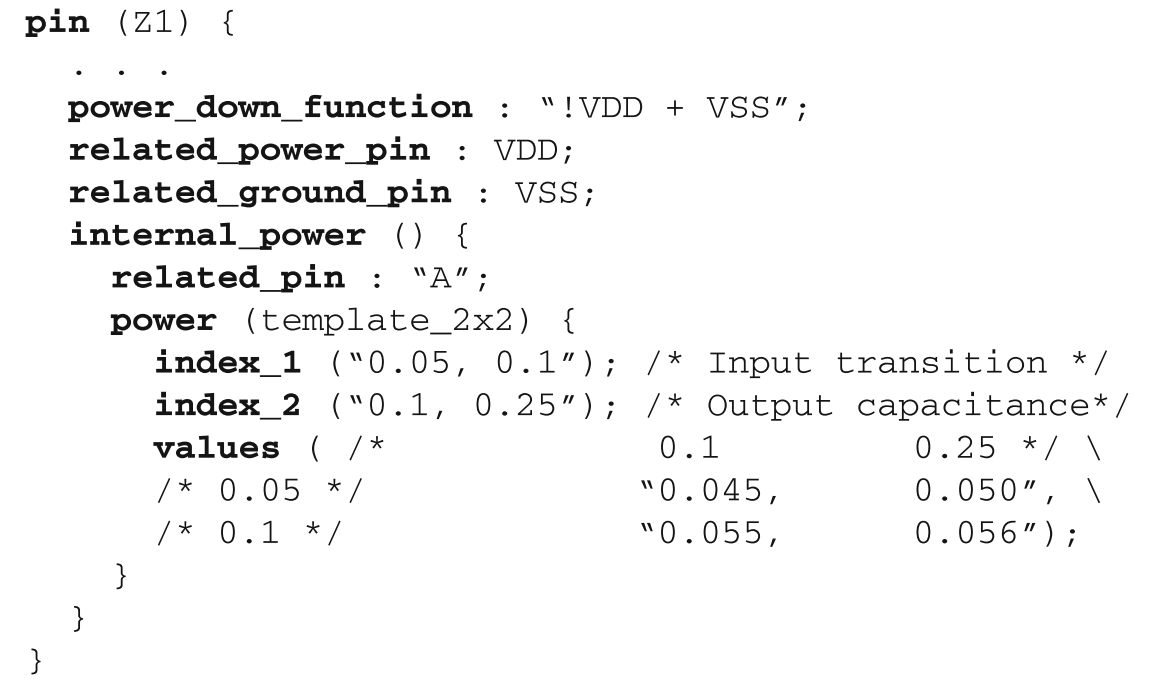 pin (Z1) {
. . .
power_down_function : “!VDD + VSS”;
related_power_pin : VDD;
related_ground_pin : VSS;
internal_power () {
related_pin : “A”;
power (template_2x2) {
index_1 (“0.05, 0.1”); /* Input transition */
index_2 (“0.1, 0.25”); /* Output capacitance*/
values ( /* 0.1 0.25 */ \
/* 0.05 */ “0.045, 0.050”, \
/* 0.1 */ “0.055, 0.056”);
}
}
}